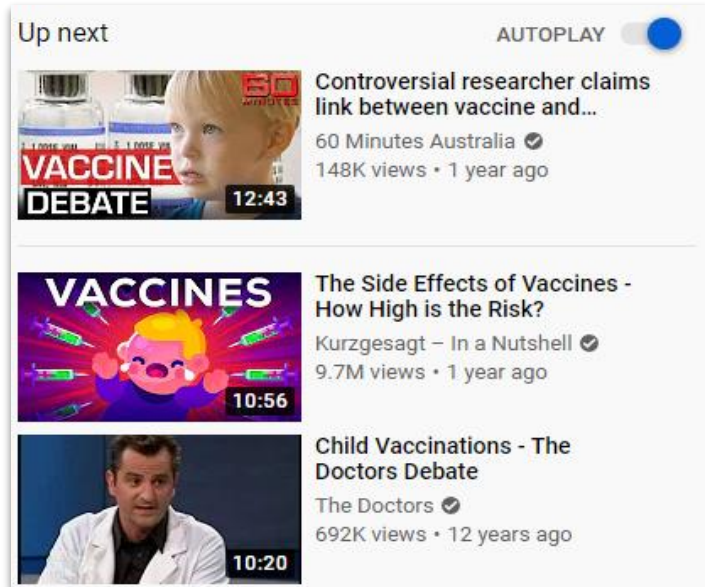 Up next
AUTOPLAY
60
MINUTES
VACCINE
DEBATE
12:43
Controversial researcher claims
link between vaccine and...
60 Minutes Australia
148K views • 1 year ago
VACCINES
10:56
The Side Effects of Vaccines -
How High is the Risk?
Kurzgesagt – In a Nutshell
9.7M views • 1 year ago
10:20
Child Vaccinations - The
Doctors Debate
The Doctors
692K views • 12 years ago